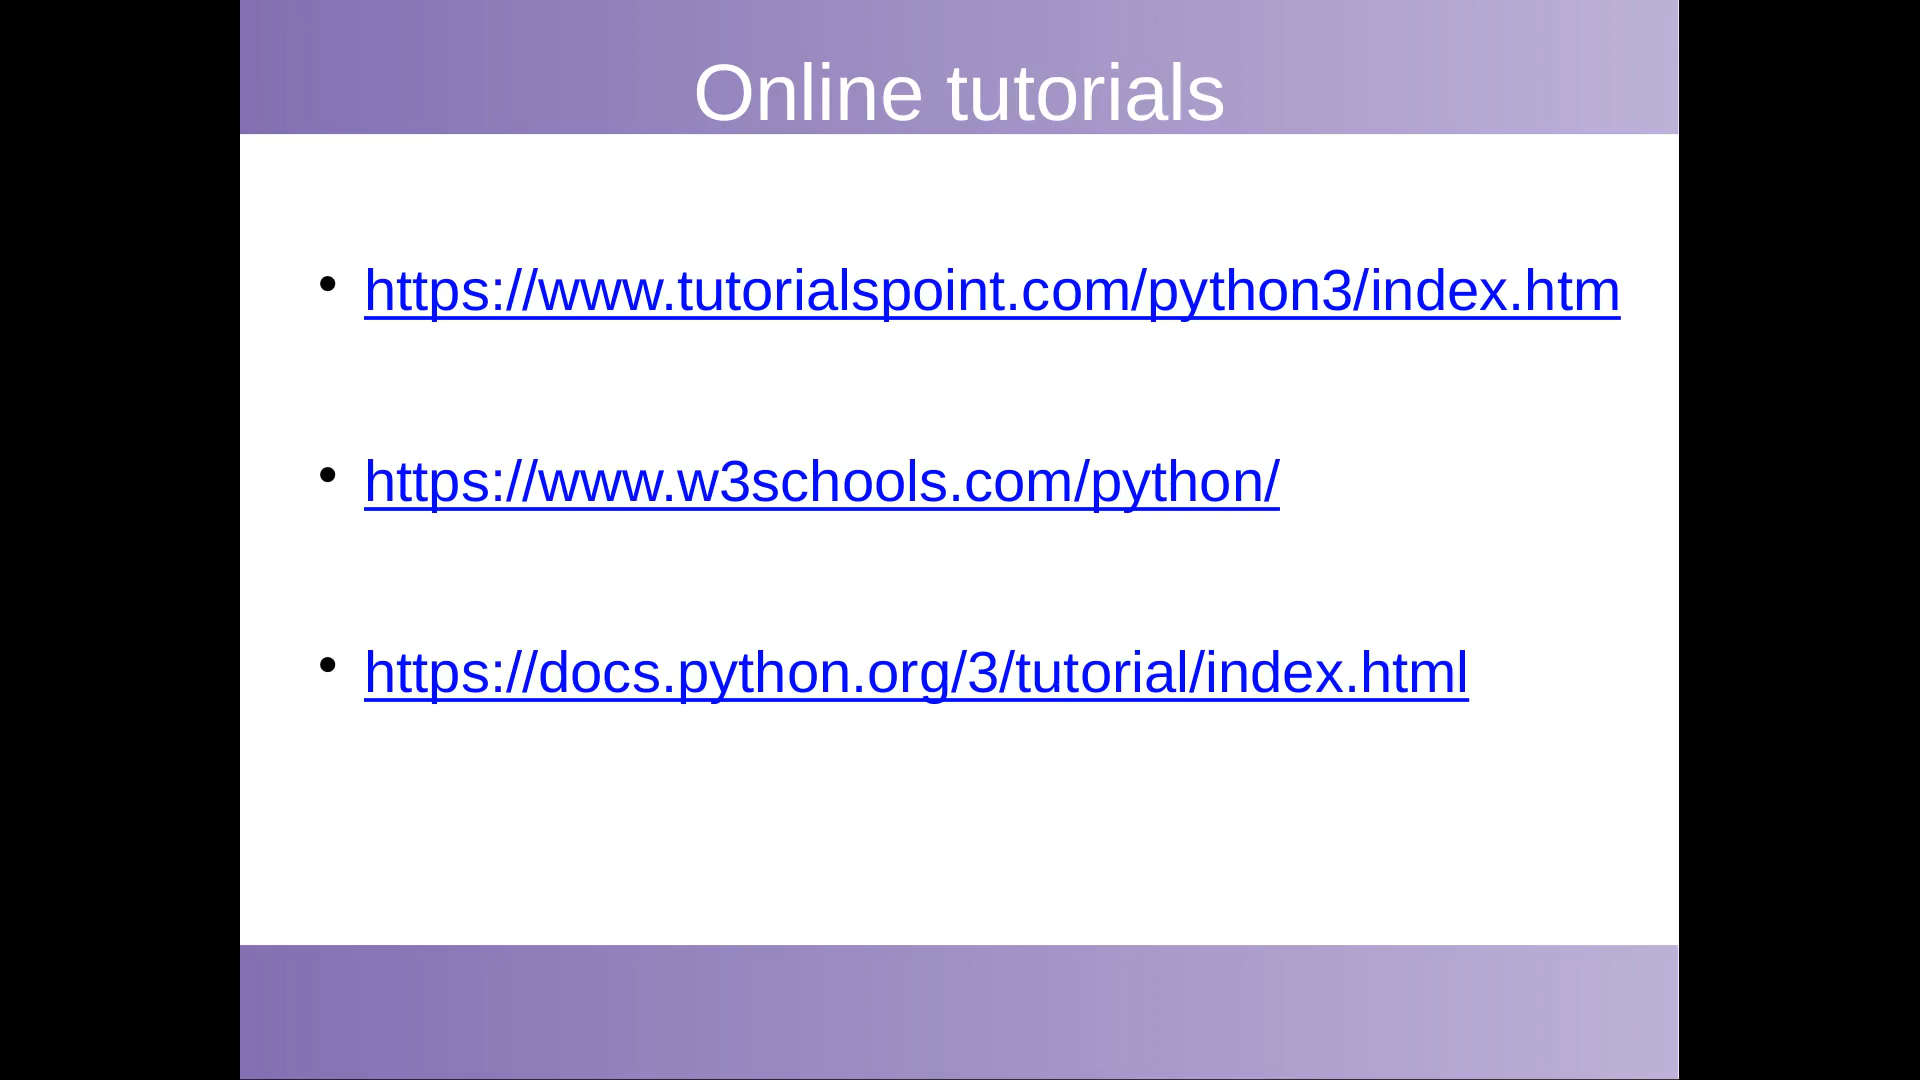 Online tutorials
• https://www.tutorialspoint.com/python3/index.htm
• https://www.w3schools.com/python/
• https://docs.python.org/3/tutorial/index.html